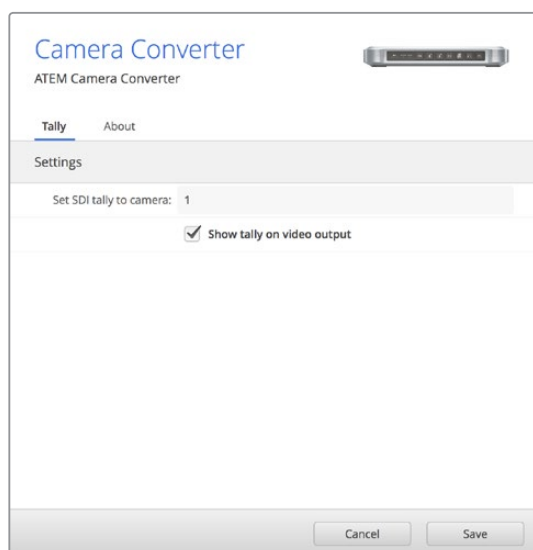 Camera Converter
ATEM Camera Converter
Tally About
Settings
Set SDI tally to camera: 1
Show tally on video output
Cancel Save